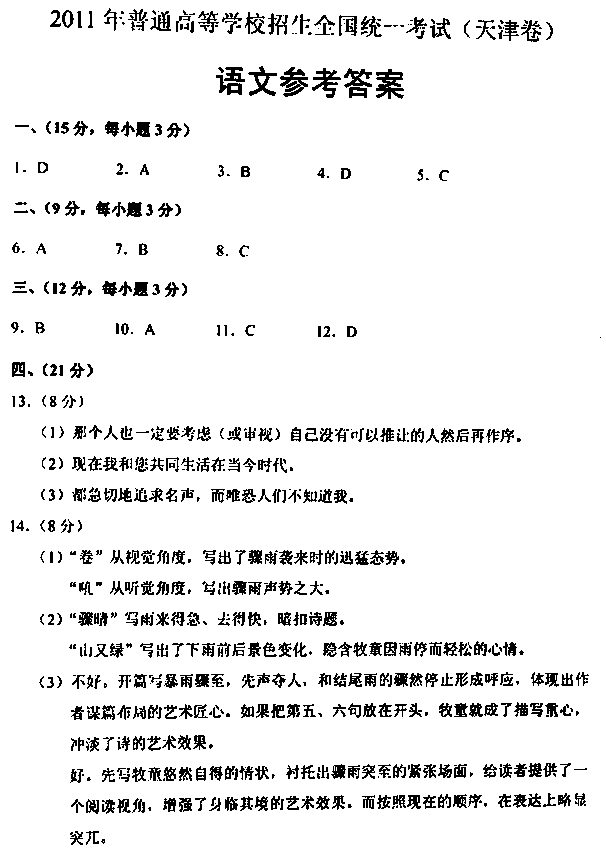 2011年普通高等学校招生全国统一考试（天津卷）
语文参考答案
一、（15分，每小题3分）
1．D 2．A 3．B 4．D 5．C
二、（9分，每小题3分）
6．A 7．B 8．C
三、（12分，每小题3分）
9．B 10．A 11．C 12．D
四、（21分）
13．（8分）
（1）那个人也一定要考虑（或审视）自己没有可以推让的人然后再作序。
（2）现在我和您共同生活在当今时代。
（3）都急切地追求名声，而唯恐人们不知道我。
14．（8分）
（1）“卷”从视觉角度，写出了骤雨袭来时的迅猛态势。
“吼”从听觉角度，写出骤雨声势之大。
（2）“骤晴”写雨来得急、去得快，暗扣诗题。
“山又绿”写出了下雨前后景色变化，隐含牧童因雨停而轻松的心情。
（3）不好。开篇写暴雨骤至，先声夺人，和结尾雨的骤然停止形成呼应，体现出作
者谋篇布局的艺术匠心。如果把第五、六句放在开头，牧童就成了描写重心，
冲淡了诗的艺术效果。
好。先写牧童悠然自得的情状，衬托出骤雨突至的紧张场面，给读者提供了一
个阅读视角，增强了身临其境的艺术效果。而按照现在的顺序，在表达上略显
突兀。